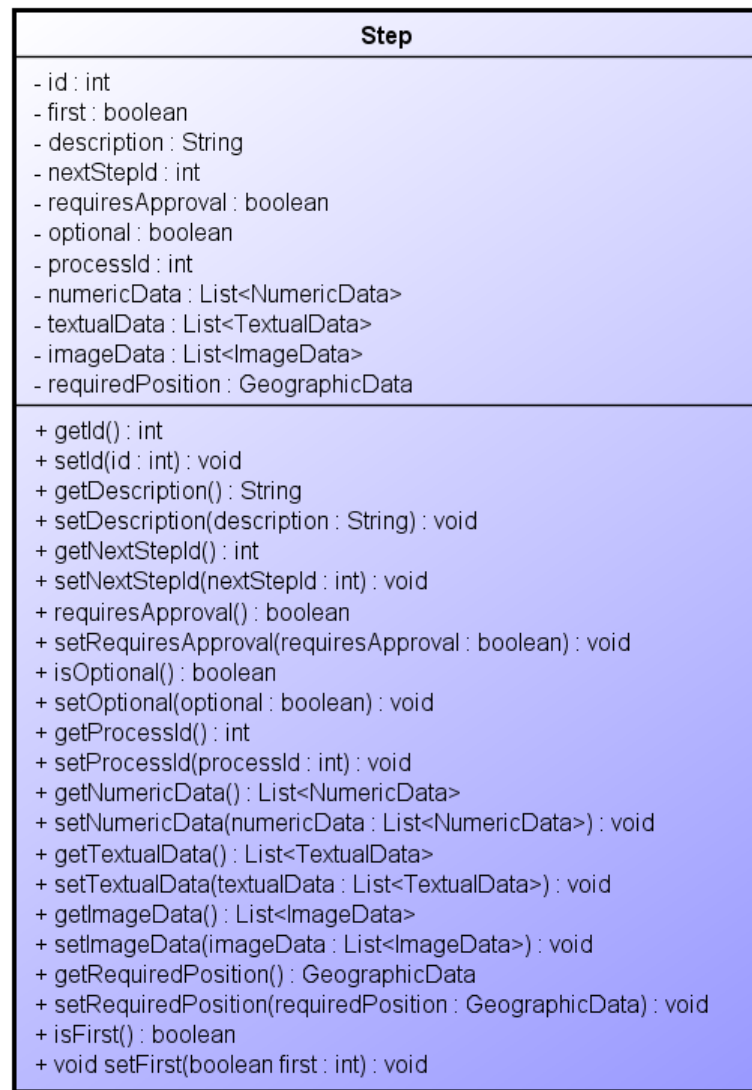 Step
- id : int
- first : boolean
- description : String
- nextStepId : int
- requiresApproval : boolean
- optional : boolean
- processId : int
- numericData : List<NumericData>
- textualData : List<TextualData>
- imageData : List<ImageData>
- requiredPosition : GeographicData
+ getId() : int
+ setId(id : int) : void
+ getDescription() : String
+ setDescription(description : String) : void
+ getNextStepId() : int
+ setNextStepId(nextStepId : int) : void
+ requiresApproval() : boolean
+ setRequiresApproval(requiresApproval : boolean) : void
+ isOptional() : boolean
+ setOptional(optional : boolean) : void
+ getProcessId() : int
+ setProcessId(processId : int) : void
+ getNumericData() : List<NumericData>
+ setNumericData(numericData : List<NumericData>) : void
+ getTextualData() : List<TextualData>
+ setTextualData(textualData : List<TextualData>) : void
+ getImageData() : List<ImageData>
+ setImageData(imageData : List<ImageData>) : void
+ getRequiredPosition() : GeographicData
+ setRequiredPosition(requiredPosition : GeographicData) : void
+ isFirst() : boolean
+ void setFirst(boolean first : int) : void